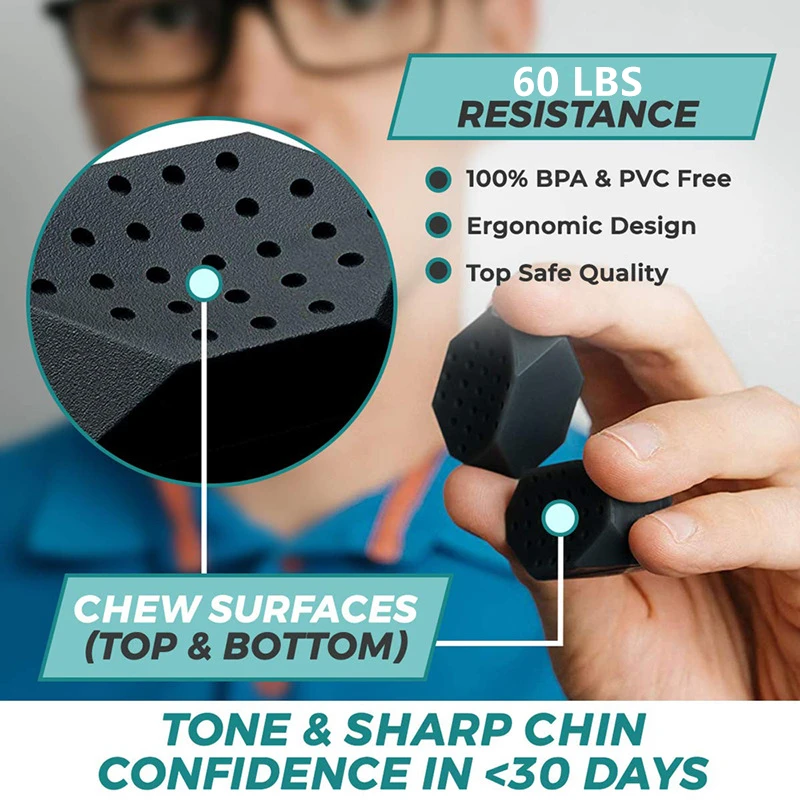 60 LBS
RESISTANCE
100% BPA & PVC Free
Ergonomic Design
Top Safe Quality
CHEW SURFACES
(TOP & BOTTOM)
TONE & SHARP CHIN
CONFIDENCE IN <30 DAYS